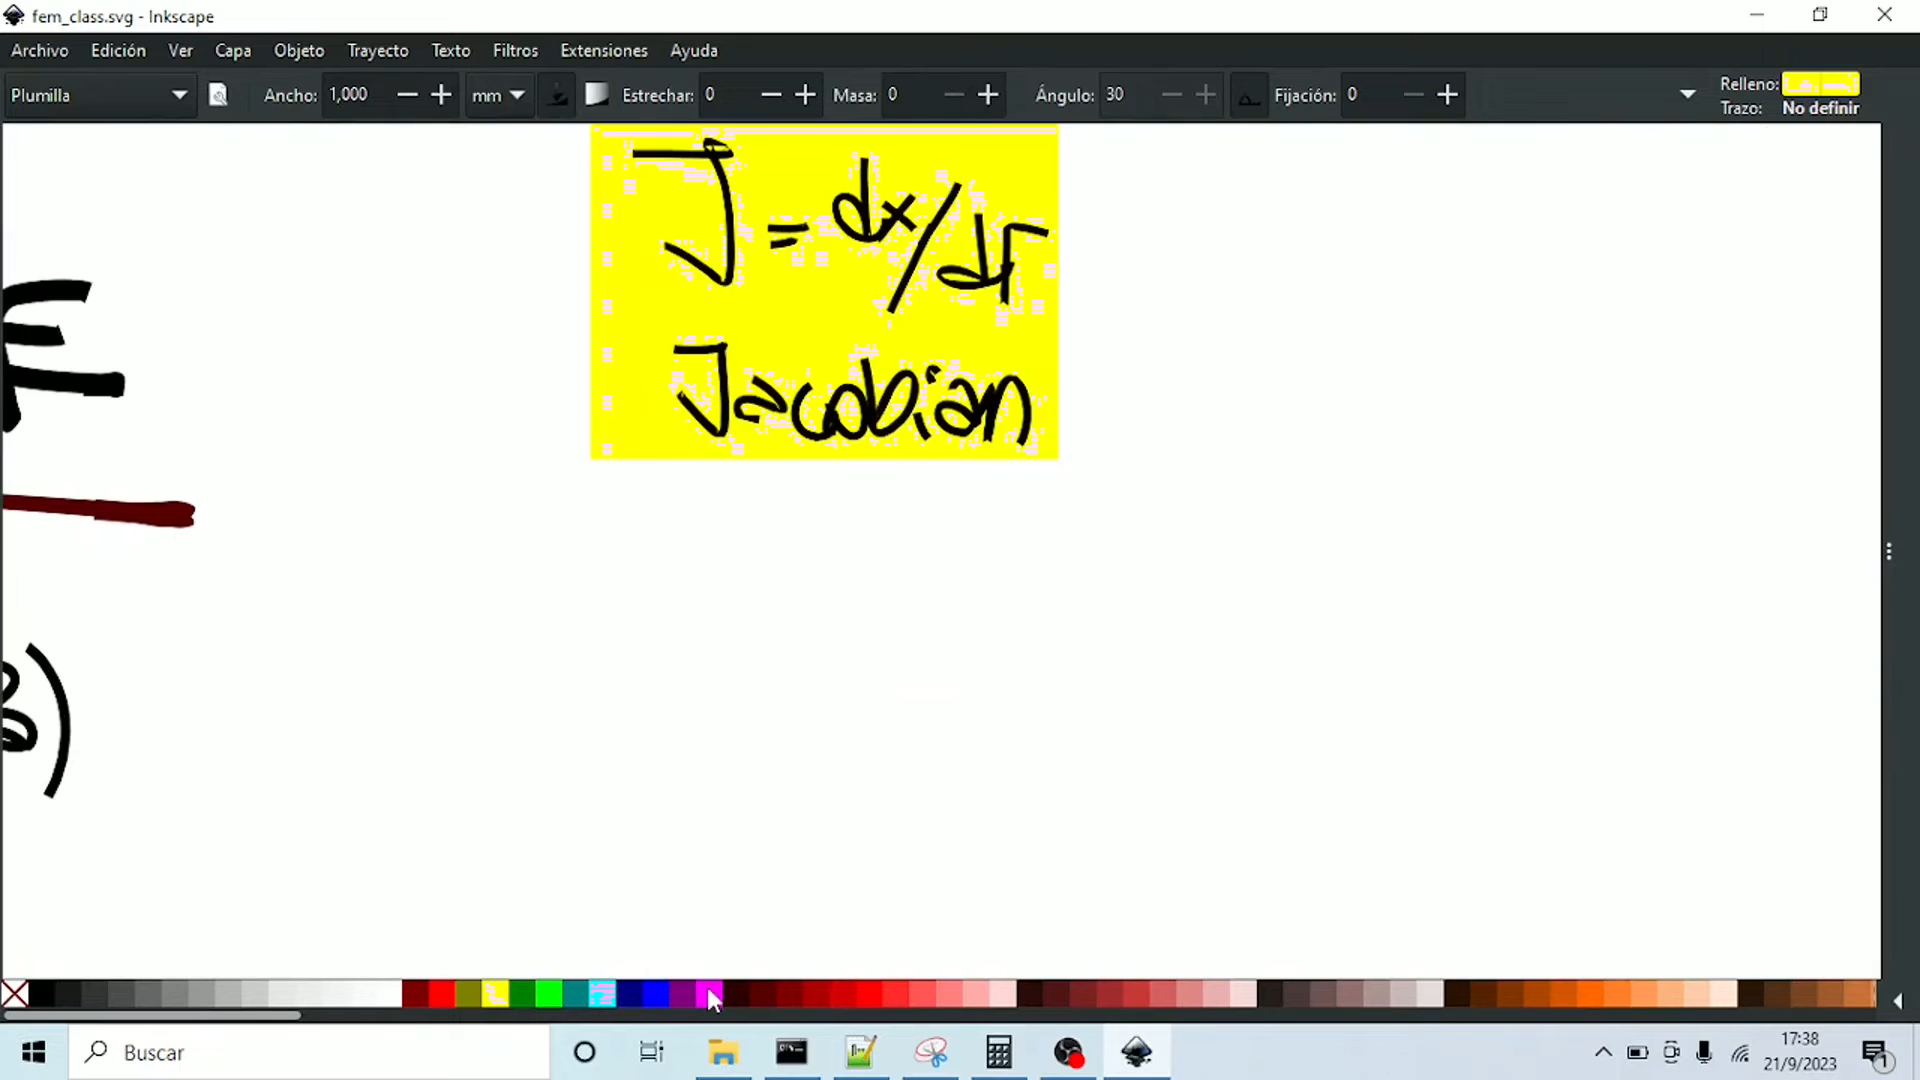 fem_class.svg - Inkscape
Archivo Edición Ver Capa Objeto Trayecto Texto Filtros Extensiones Ayuda
Plumilla Ancho: 1,000 mm Estrechar: 0 Masa: 0 Ángulo: 30 Fijación: 0 Relleno:
Trazo: No definir
J = dx/dr
Jacobian
Buscar
17:38
21/9/2023
1